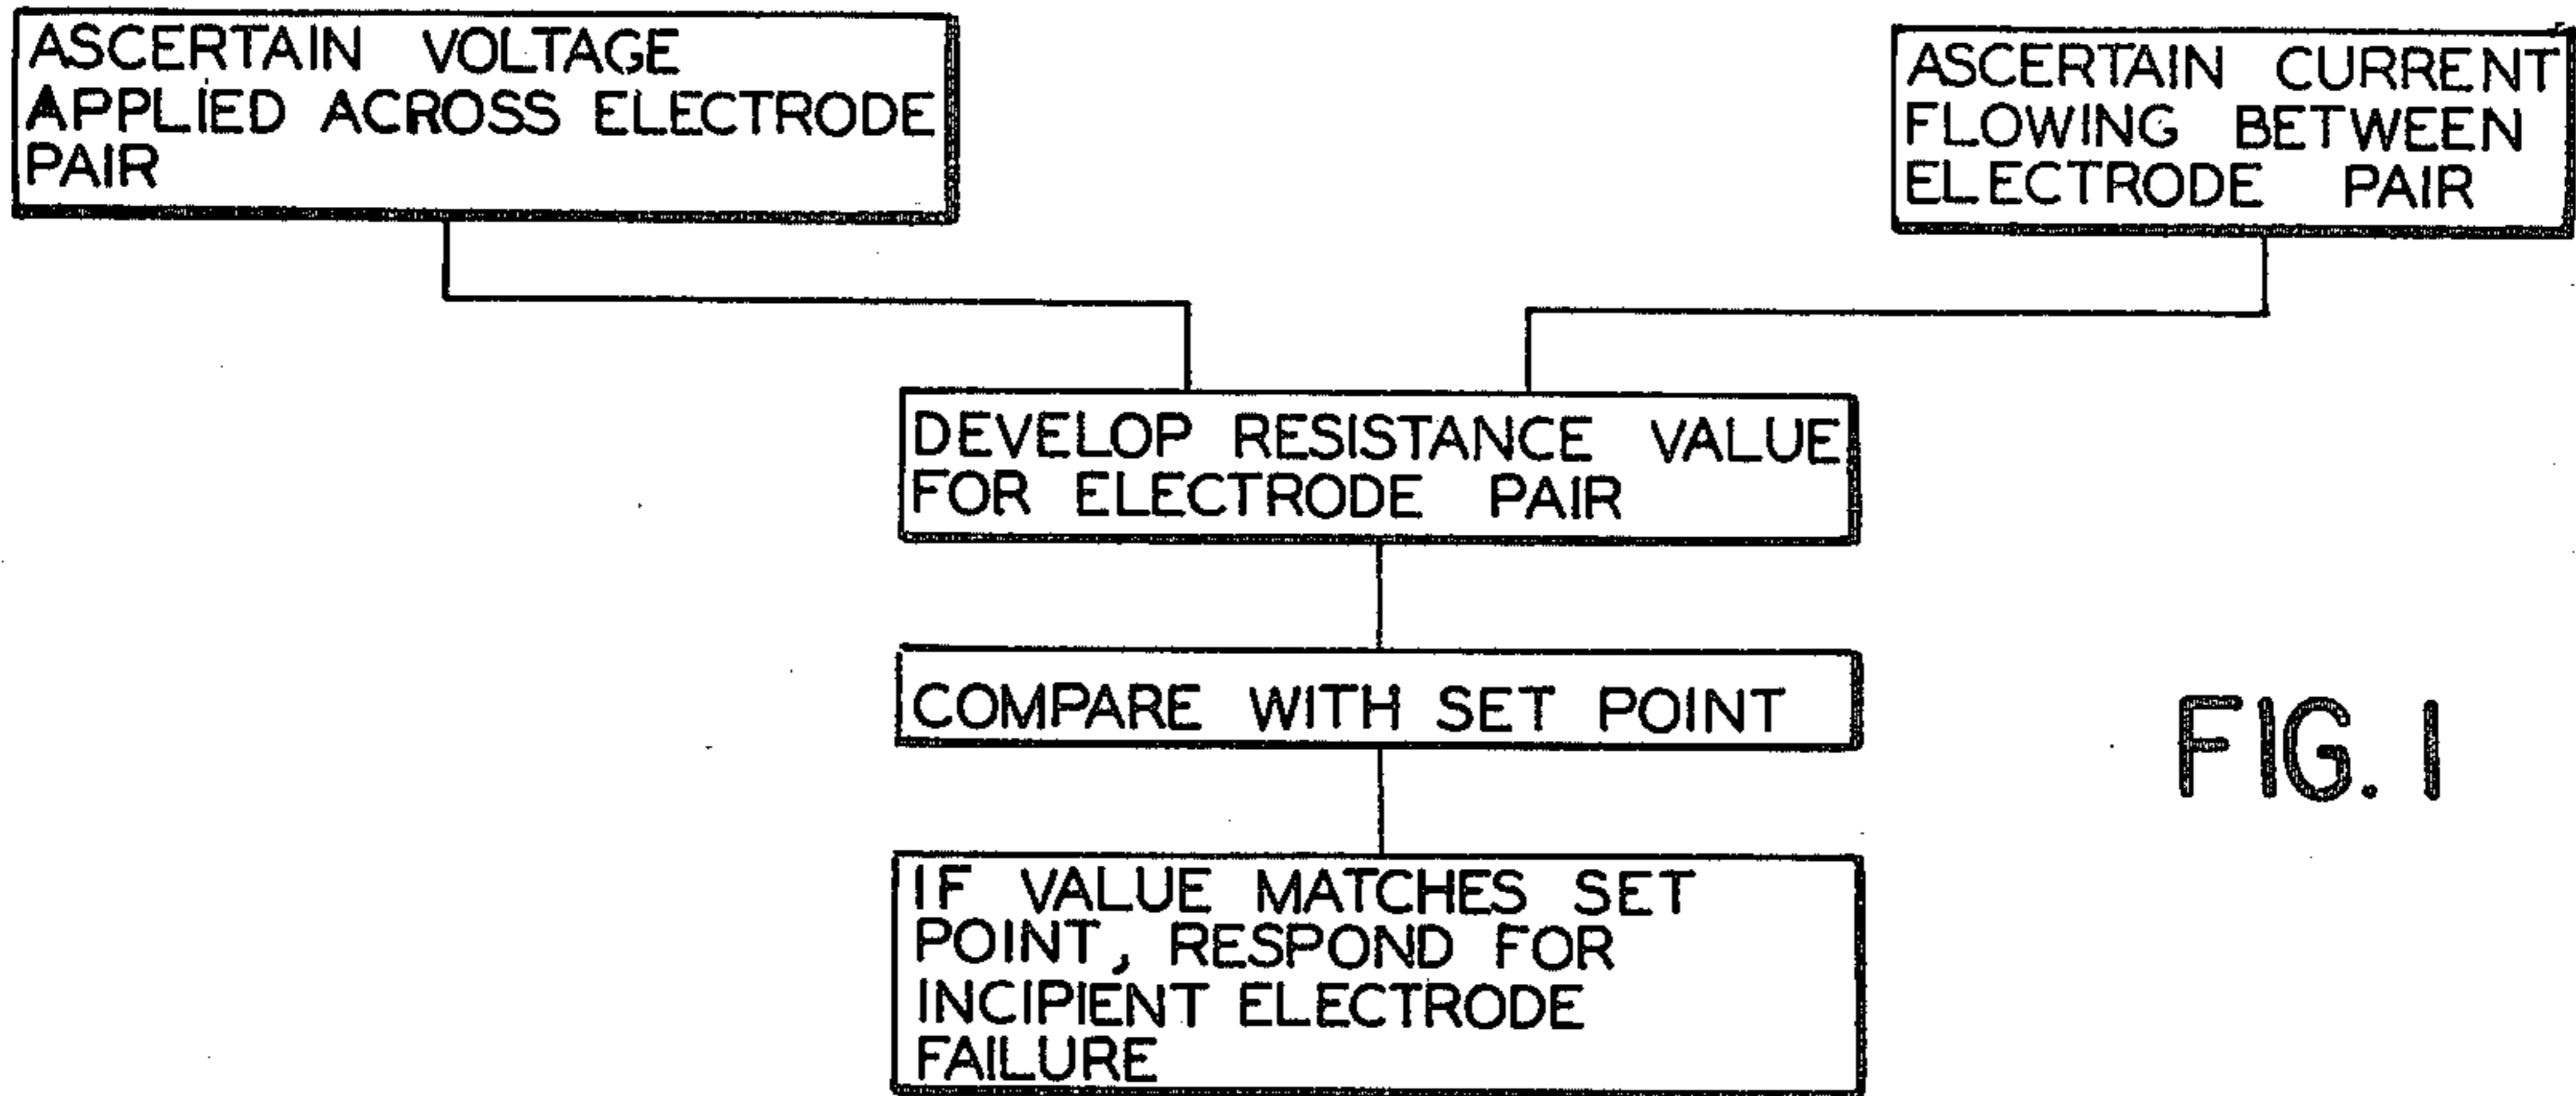 ASCERTAIN VOLTAGE
APPLIED ACROSS ELECTRODE
PAIR
ASCERTAIN CURRENT
FLOWING BETWEEN
ELECTRODE PAIR
DEVELOP RESISTANCE VALUE
FOR ELECTRODE PAIR
COMPARE WITH SET POINT
IF VALUE MATCHES SET
POINT, RESPOND FOR
INCIPIENT ELECTRODE
FAILURE
FIG. 1